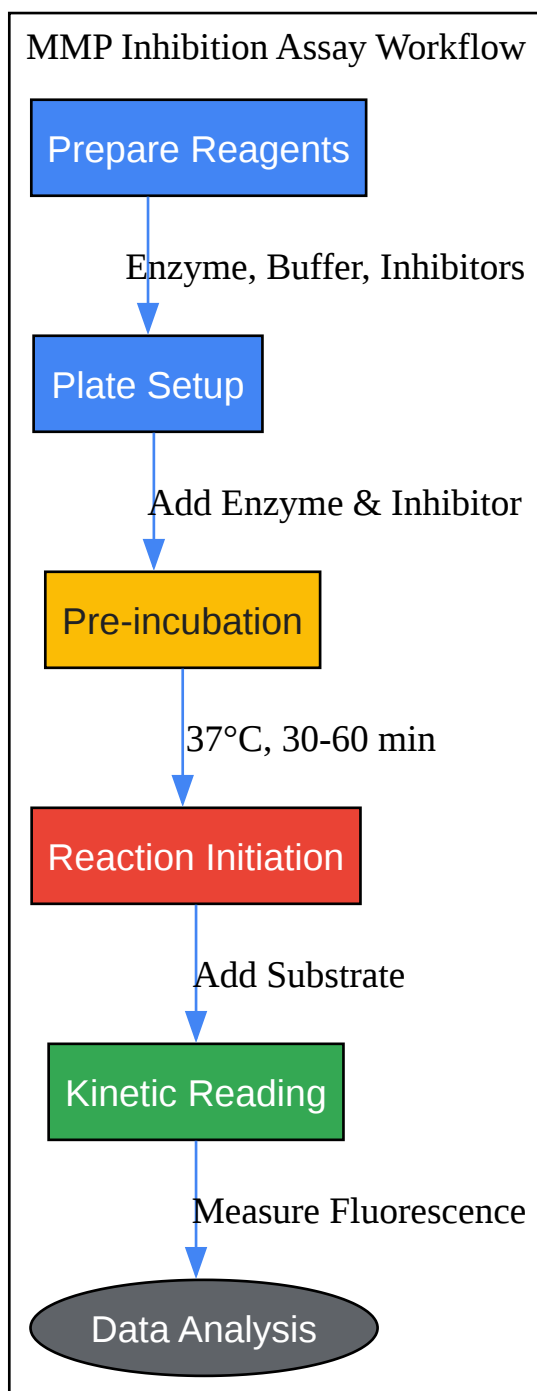 MMP Inhibition Assay Workflow
Prepare Reagents
Enzyme, Buffer, Inhibitors
Plate Setup
Add Enzyme & Inhibitor
Pre-incubation
37°C, 30-60 min
Reaction Initiation
Add Substrate
Kinetic Reading
Measure Fluorescence
Data Analysis